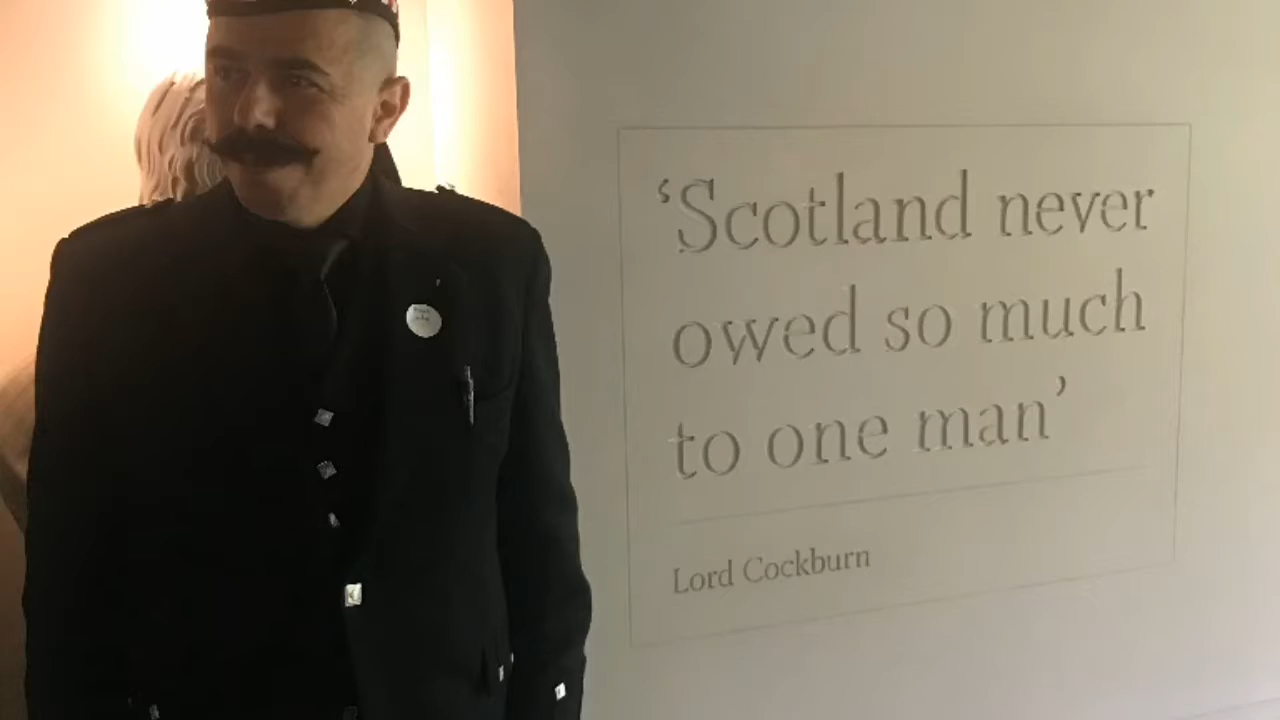 ‘Scotland never
owed so much
to one man’
Lord Cockburn